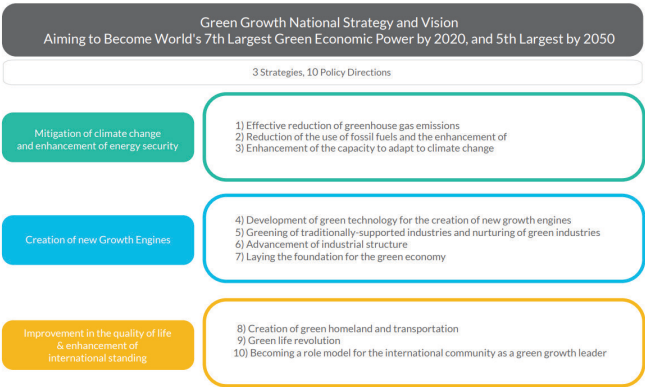 Green Growth National Strategy and Vision
Aiming to Become World's 7th Largest Green Economic Power by 2020, and 5th Largest by 2050
3 Strategies, 10 Policy Directions
Mitigation of climate change
and enhancement of energy security
1) Effective reduction of greenhouse gas emissions
2) Reduction of the use of fossil fuels and the enhancement of
3) Enhancement of the capacity to adapt to climate change
Creation of new Growth Engines
4) Development of green technology for the creation of new growth engines
5) Greening of traditionally-supported industries and nurturing of green industries
6) Advancement of industrial structure
7) Laying the foundation for the green economy
Improvement in the quality of life
& enhancement of
international standing
8) Creation of green homeland and transportation
9) Green life revolution
10) Becoming a role model for the international community as a green growth leader